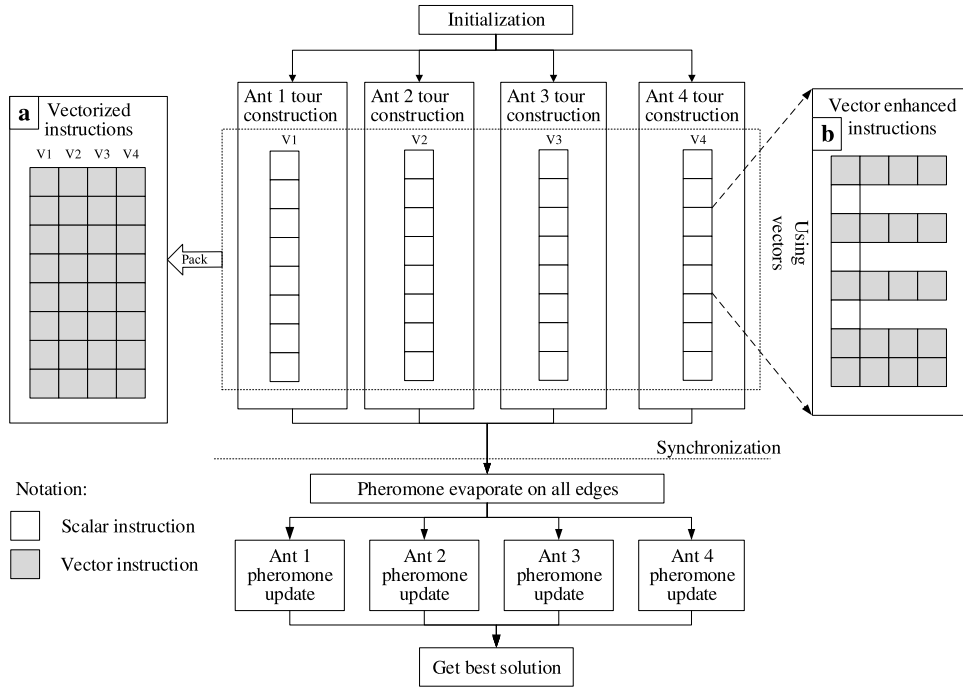 Initialization
a
Vectorized
instructions
V1 V2 V3 V4
Ant 1 tour
construction
V1
Ant 2 tour
construction
V2
Ant 3 tour
construction
V3
Ant 4 tour
construction
V4
Pack
Using
vectors
Vector enhanced
instructions
b
Synchronization
Pheromone evaporate on all edges
Notation:
Scalar instruction
Vector instruction
Ant 1
pheromone
update
Ant 2
pheromone
update
Ant 3
pheromone
update
Ant 4
pheromone
update
Get best solution